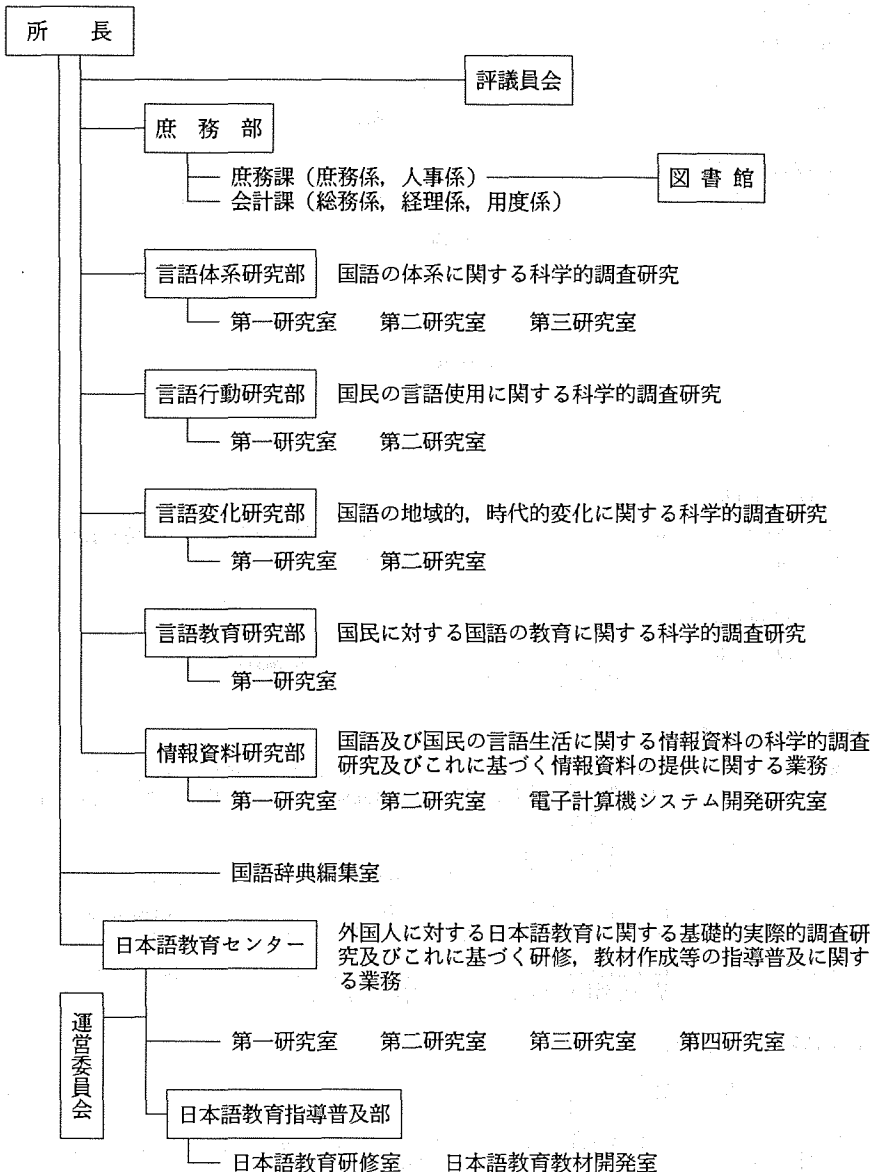 所　長
評議員会
庶　務　部
庶務課（庶務係，人事係）
図書館
会計課（総務係，経理係，用度係）
言語体系研究部　国語の体系に関する科学的調査研究
第一研究室　第二研究室　第三研究室
言語行動研究部　国民の言語使用に関する科学的調査研究
第一研究室　第二研究室
言語変化研究部　国語の地域的，時代的変化に関する科学的調査研究
第一研究室　第二研究室
言語教育研究部　国民に対する国語の教育に関する科学的調査研究
第一研究室
情報資料研究部
国語及び国民の言語生活に関する情報資料の科学的調査
研究及びこれに基づく情報資料の提供に関する業務
第一研究室　第二研究室　電子計算機システム開発研究室
国語辞典編集室
日本語教育センター
外国人に対する日本語教育に関する基礎的実際的調査研
究及びこれに基づく研修，教材作成等の指導普及に関す
る業務
運営委員会
第一研究室　第二研究室　第三研究室　第四研究室
日本語教育指導普及部
日本語教育研修室　日本語教育教材開発室